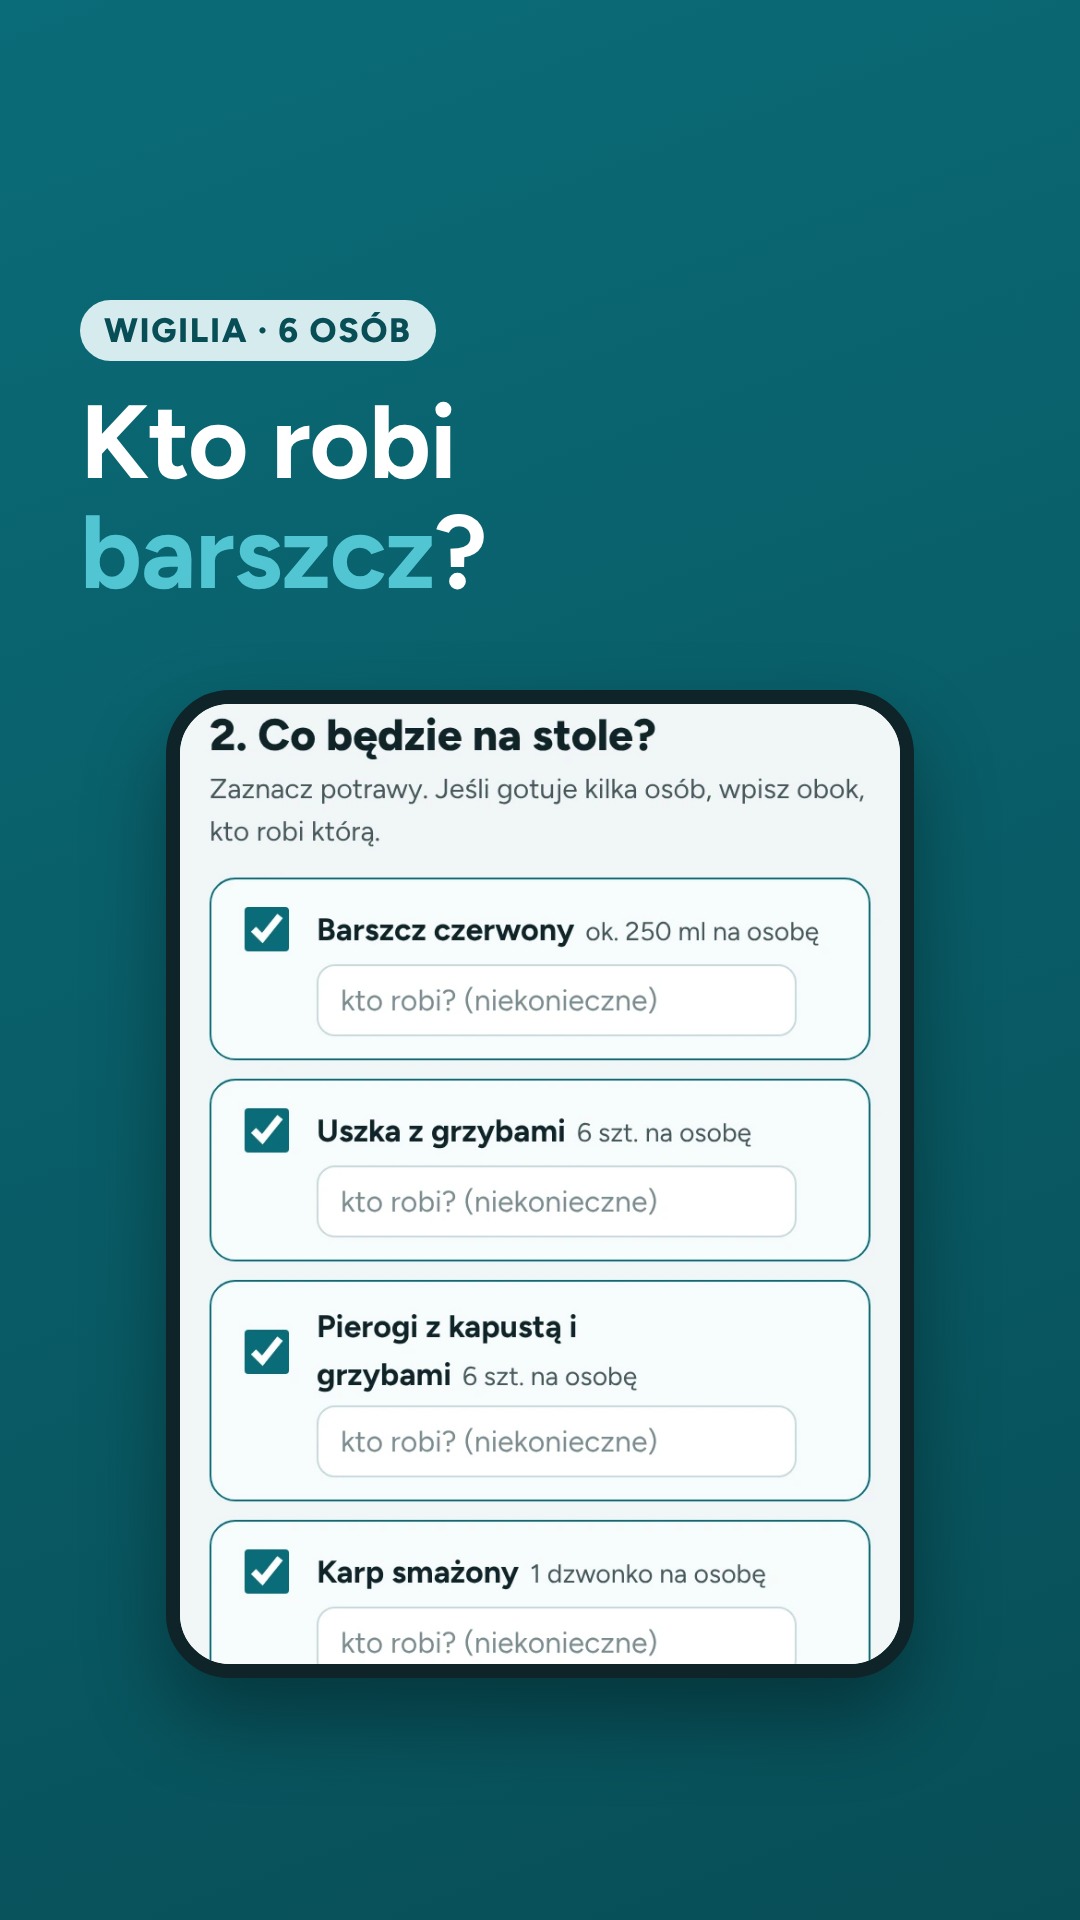 WIGILIA · 6 OSÓB
Kto robi
barszcz?
2. Co będzie na stole?
Zaznacz potrawy. Jeśli gotuje kilka osób, wpisz obok,
kto robi którą.
Barszcz czerwony ok. 250 ml na osobę
kto robi? (niekonieczne)
Uszka z grzybami 6 szt. na osobę
kto robi? (niekonieczne)
Pierogi z kapustą i
grzybami 6 szt. na osobę
kto robi? (niekonieczne)
Karp smażony 1 dzwonko na osobę
kto robi? (niekonieczne)